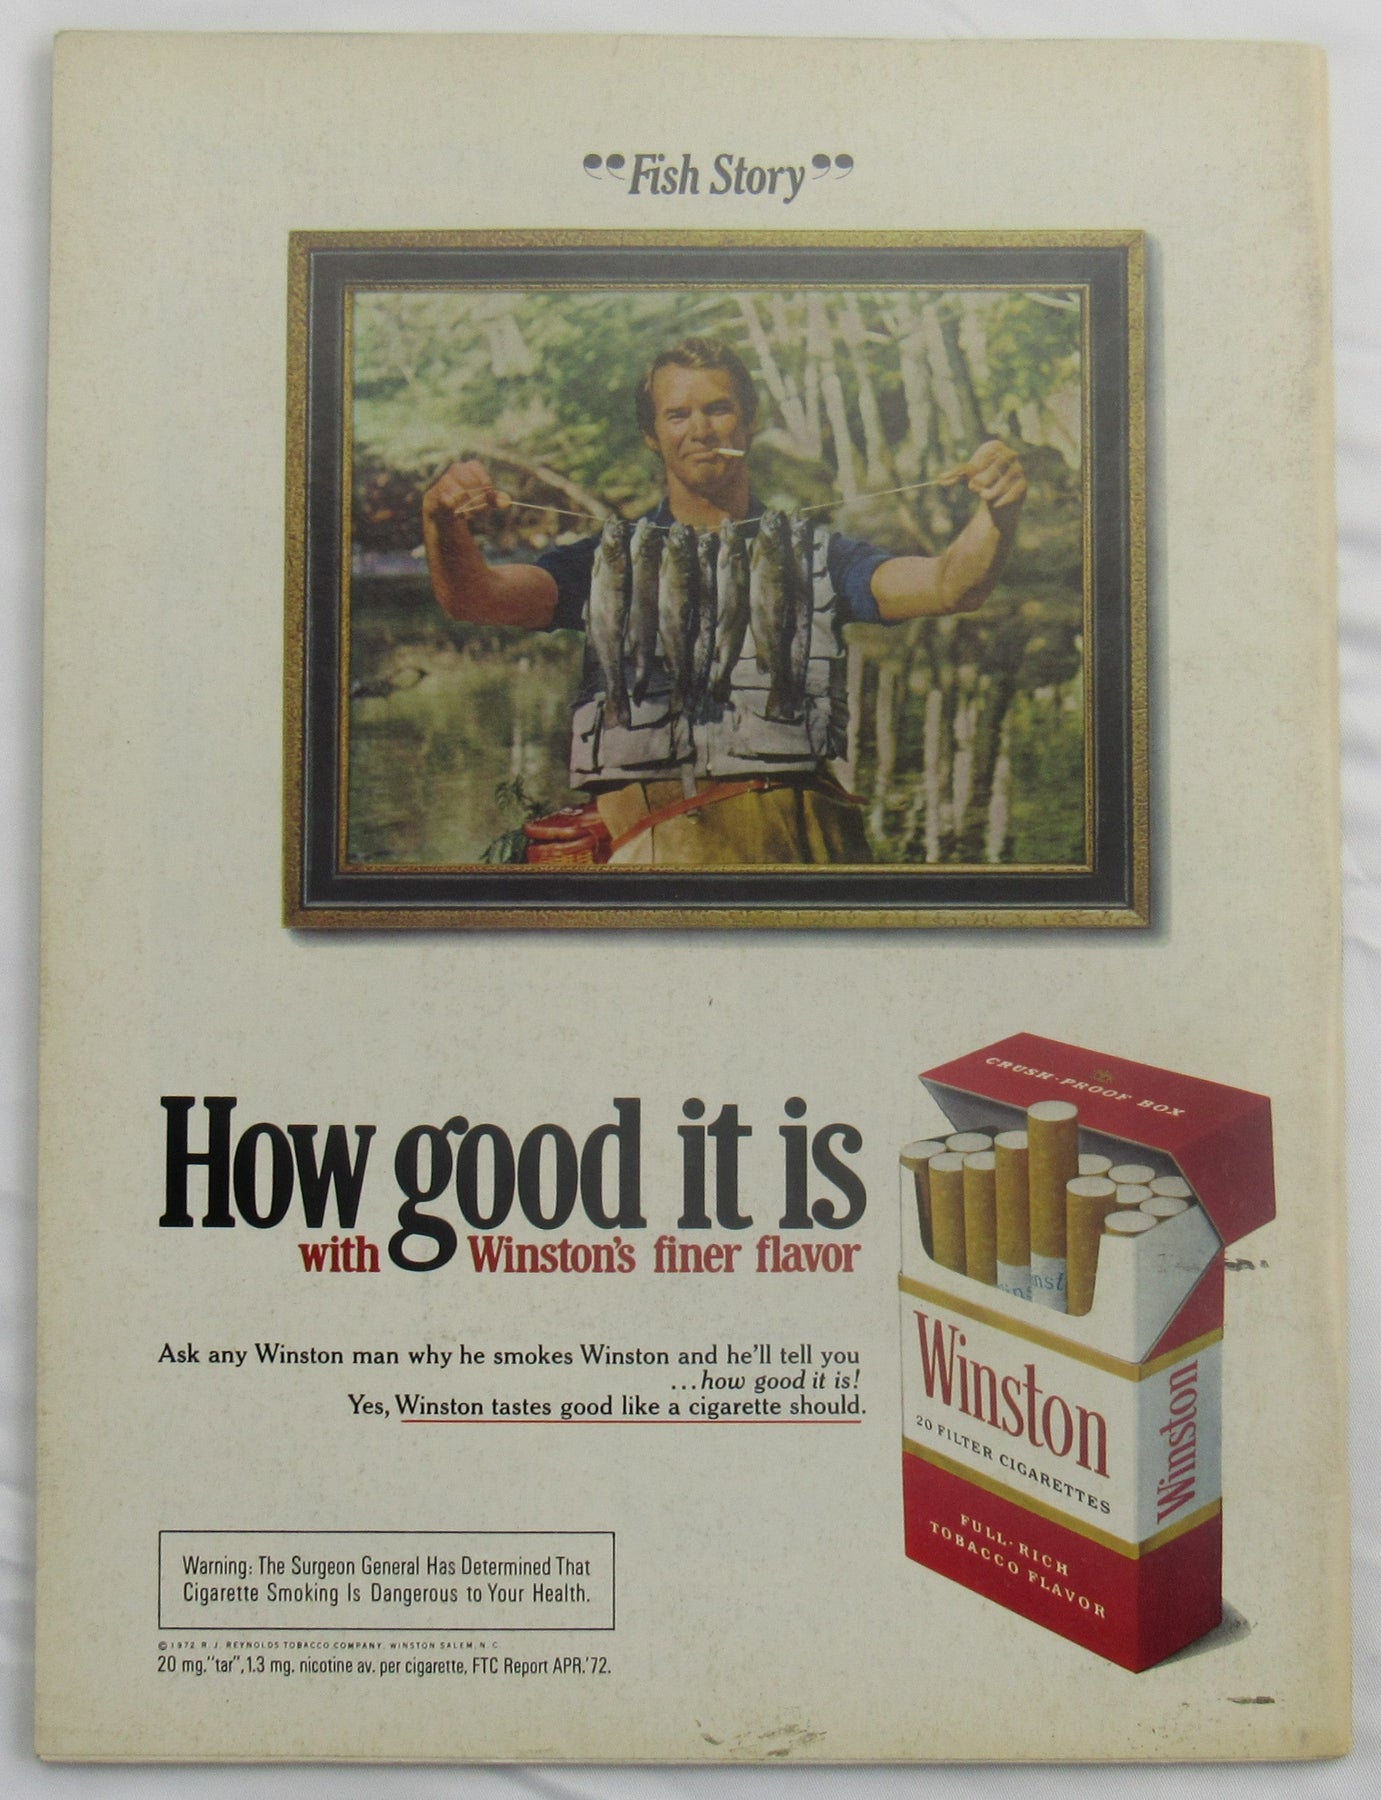 “Fish Story”
How good it is
with Winston's finer flavor
Ask any Winston man why he smokes Winston and he'll tell you
...how good it is!
Yes, Winston tastes good like a cigarette should.
CRUSH-PROOF BOX
Winston
20 FILTER CIGARETTES
FULL-RICH
TOBACCO FLAVOR
Winston
Warning: The Surgeon General Has Determined That
Cigarette Smoking Is Dangerous to Your Health.
© 1972 R. J. REYNOLDS TOBACCO COMPANY, WINSTON SALEM, N. C.
20 mg. "tar", 1.3 mg. nicotine av. per cigarette, FTC Report APR. '72.